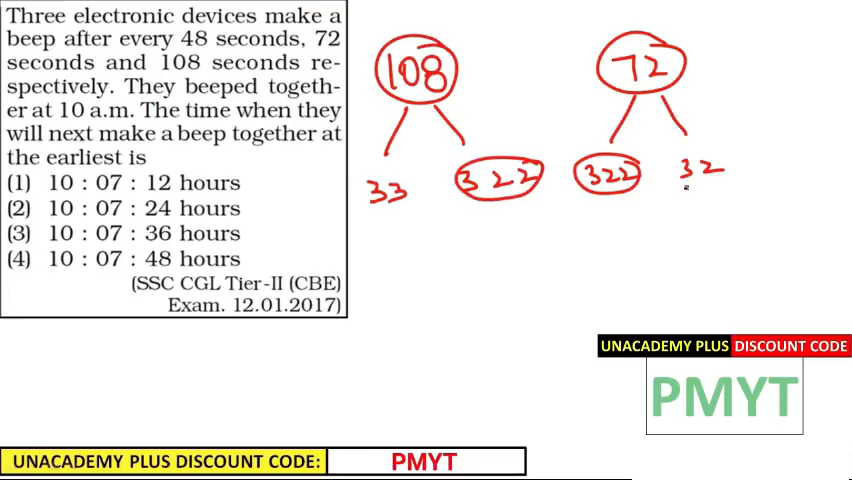 Three electronic devices make a
beep after every 48 seconds, 72
seconds and 108 seconds re-
spectively. They beeped togeth-
er at 10 a.m. The time when they
will next make a beep together at
the earliest is
(1) 10 : 07 : 12 hours
(2) 10 : 07 : 24 hours
(3) 10 : 07 : 36 hours
(4) 10 : 07 : 48 hours
(SSC CGL Tier-II (CBE)
Exam. 12.01.2017)
108
72
33
322
322
32
UNACADEMY PLUS DISCOUNT CODE
PMYT
UNACADEMY PLUS DISCOUNT CODE: PMYT